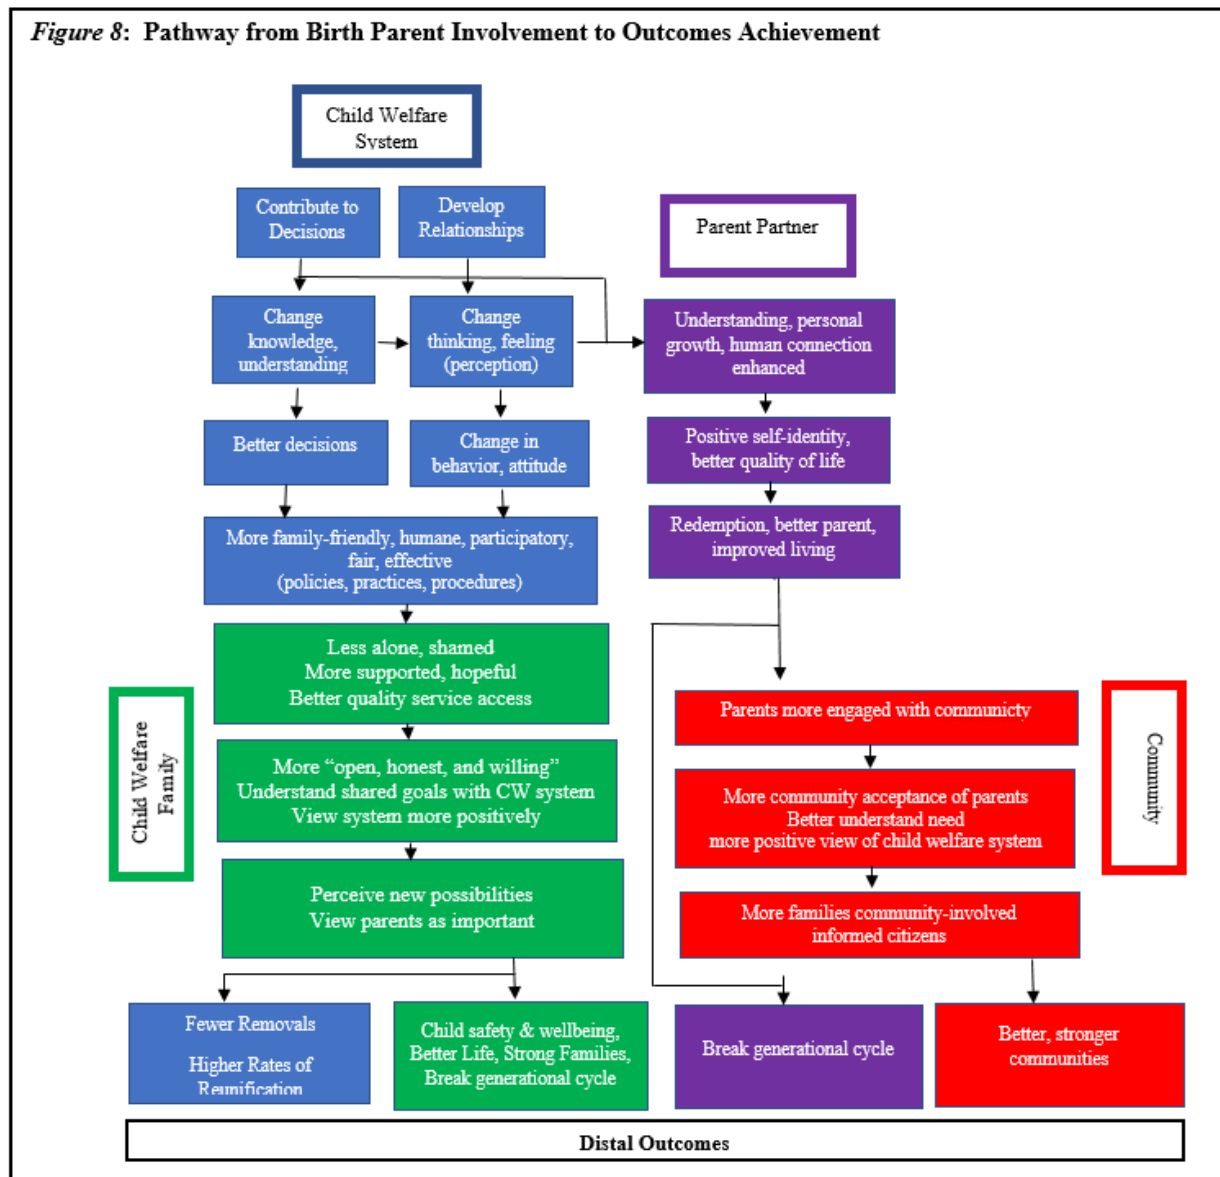 Figure 8: Pathway from Birth Parent Involvement to Outcomes Achievement
Child Welfare
System
Contribute to
Decisions
Develop
Relationships
Parent Partner
Change
knowledge,
understanding
Change
thinking, feeling
(perception)
Understanding, personal
growth, human connection
enhanced
Better decisions
Change in
behavior, attitude
Positive self-identity,
better quality of life
More family-friendly, humane, participatory,
fair, effective
(policies, practices, procedures)
Redemption, better parent,
improved living
Less alone, shamed
More supported, hopeful
Better quality service access
Parents more engaged with communicty
Child Welfare
Family
Community
More “open, honest, and willing”
Understand shared goals with CW system
View system more positively
More community acceptance of parents
Better understand need
more positive view of child welfare system
Perceive new possibilities
View parents as important
More families community-involved
informed citizens
Fewer Removals
Higher Rates of
Reunification
Child safety & wellbeing,
Better Life, Strong Families,
Break generational cycle
Break generational cycle
Better, stronger
communities
Distal Outcomes